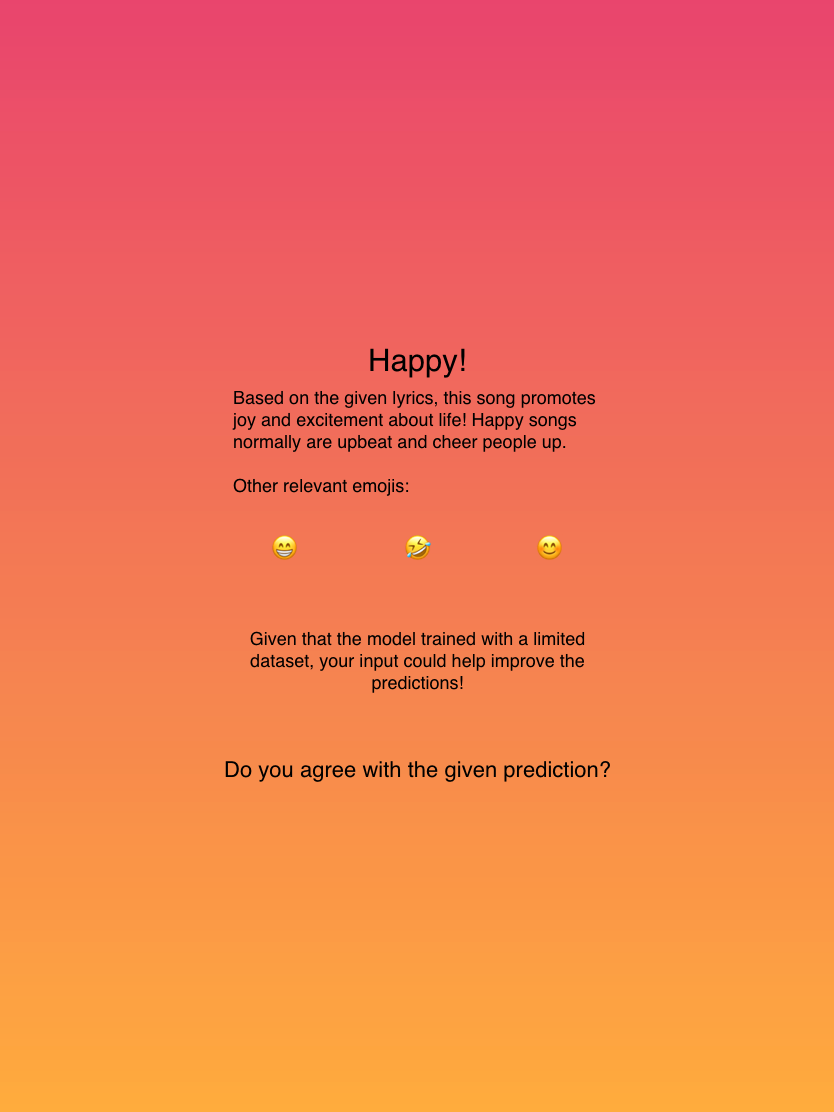 Happy!
Based on the given lyrics, this song promotes
joy and excitement about life! Happy songs
normally are upbeat and cheer people up.
Other relevant emojis:
😁 🤣 😊
Given that the model trained with a limited
dataset, your input could help improve the
predictions!
Do you agree with the given prediction?